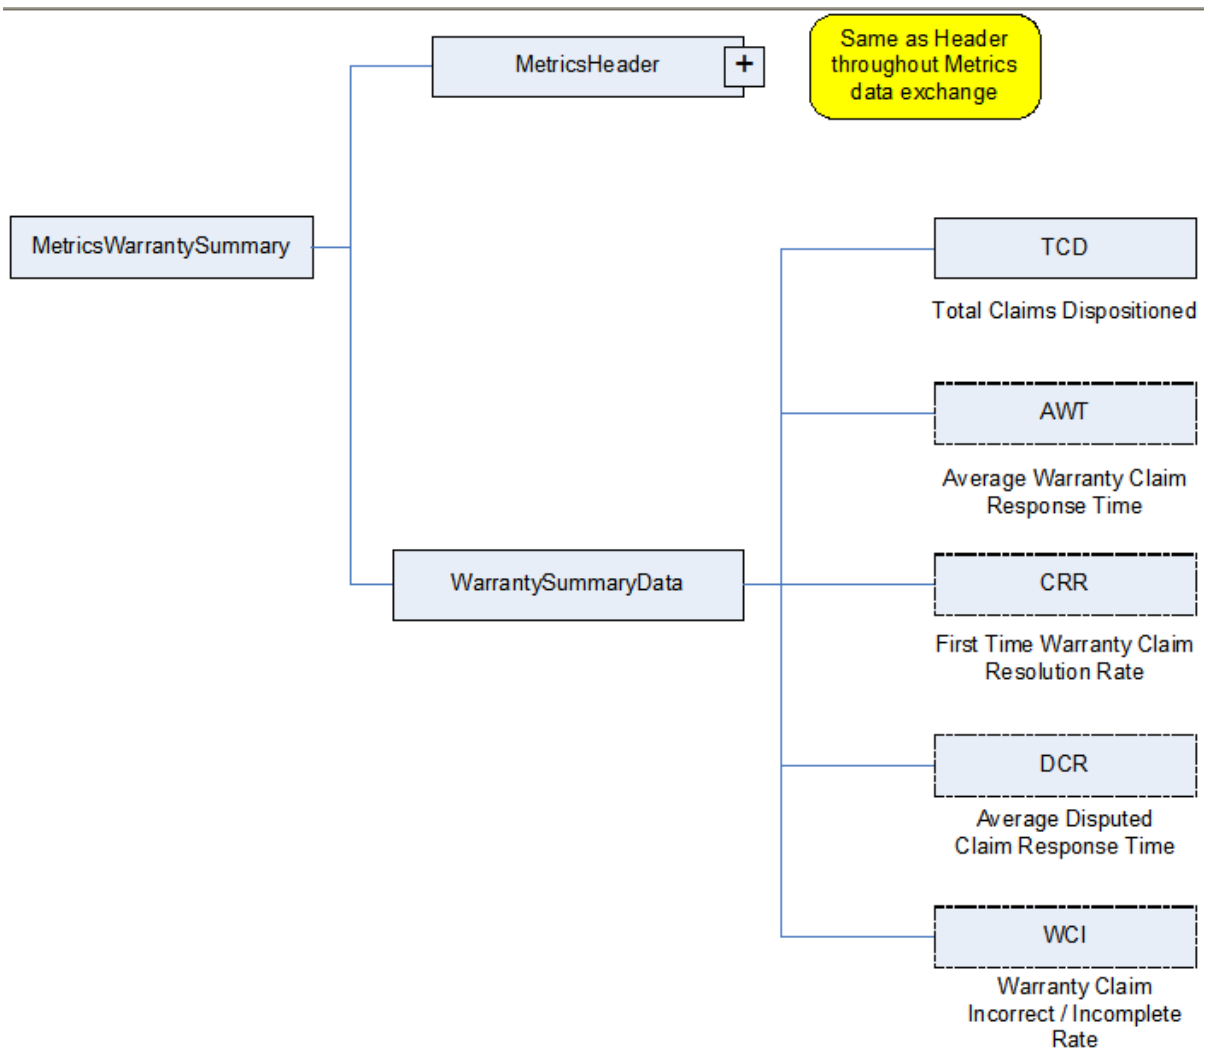 MetricsHeader
+
Same as Header
throughout Metrics
data exchange
MetricsWarrantySummary
TCD
Total Claims Dispositioned
AWT
Average Warranty Claim
Response Time
WarrantySummaryData
CRR
First Time Warranty Claim
Resolution Rate
DCR
Average Disputed
Claim Response Time
WCI
Warranty Claim
Incorrect / Incomplete
Rate